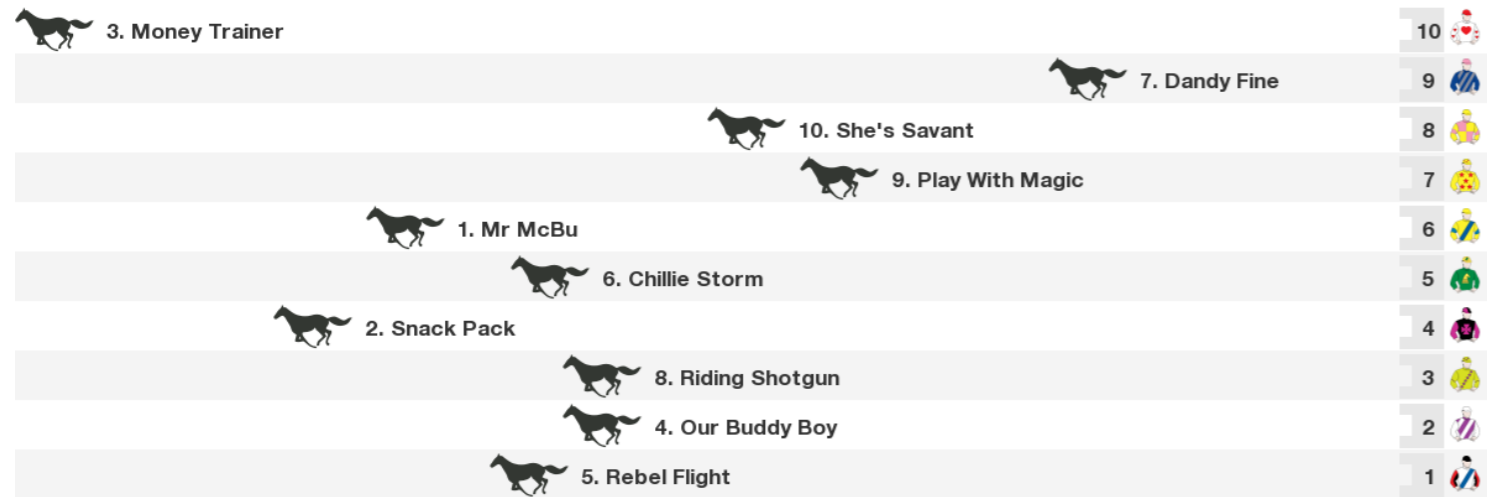 3. Money Trainer 10
7. Dandy Fine 9
10. She's Savant 8
9. Play With Magic 7
1. Mr McBu 6
6. Chillie Storm 5
2. Snack Pack 4
8. Riding Shotgun 3
4. Our Buddy Boy 2
5. Rebel Flight 1